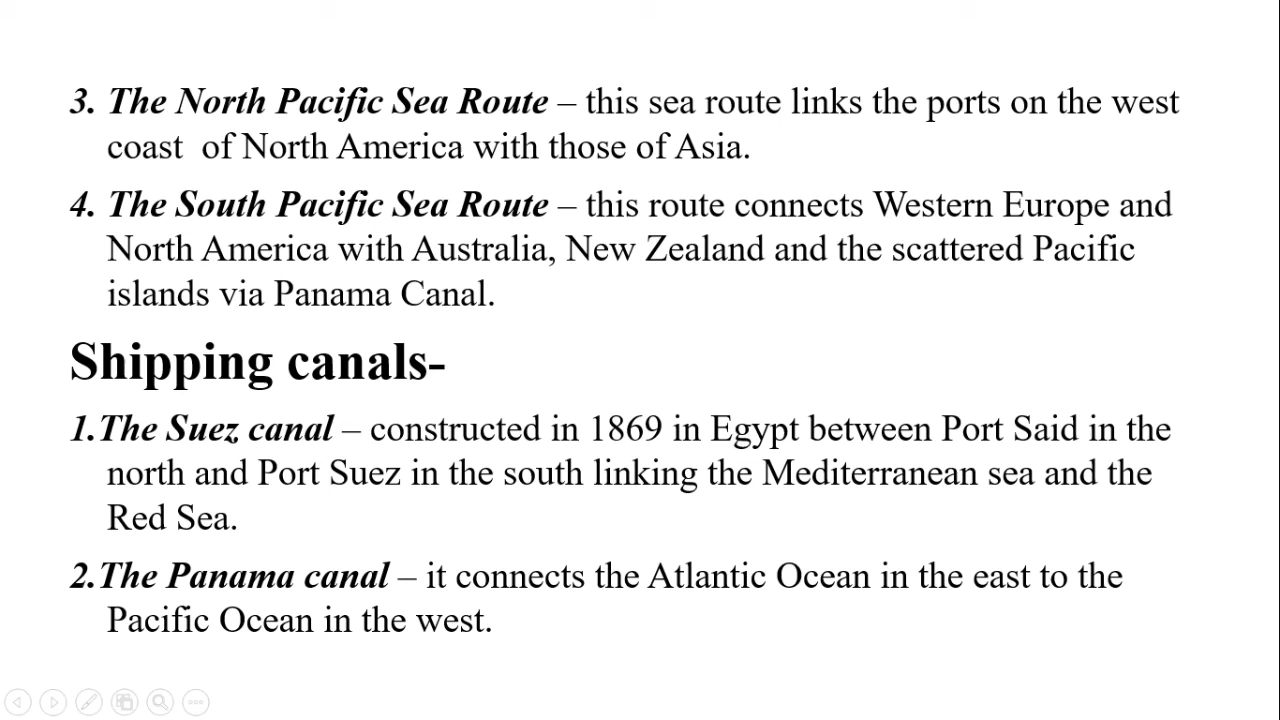 3. The North Pacific Sea Route – this sea route links the ports on the west
coast  of North America with those of Asia.
4. The South Pacific Sea Route – this route connects Western Europe and
North America with Australia, New Zealand and the scattered Pacific
islands via Panama Canal.
Shipping canals-
1.The Suez canal – constructed in 1869 in Egypt between Port Said in the
north and Port Suez in the south linking the Mediterranean sea and the
Red Sea.
2.The Panama canal – it connects the Atlantic Ocean in the east to the
Pacific Ocean in the west.